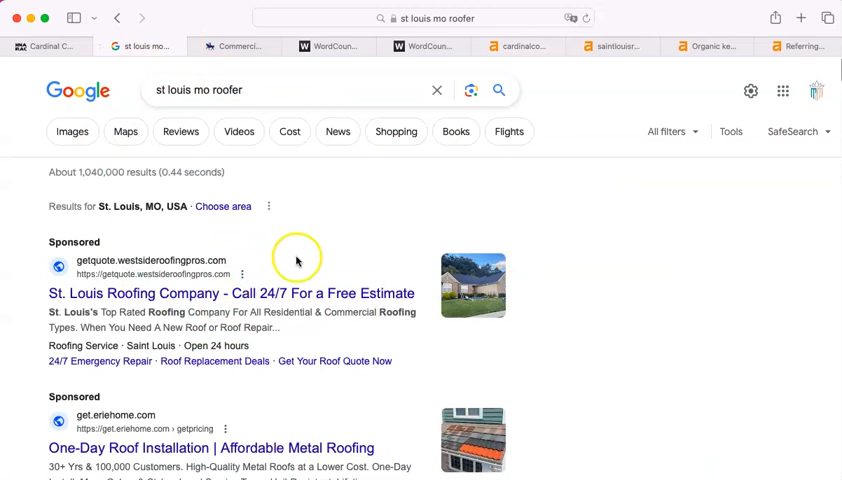 st louis mo roofer
Cardinal C...
st louis mo...
Commerci...
WordCoun...
WordCoun...
cardinalco...
saintlouisr...
Organic ke...
Referring...
Google
st louis mo roofer
Images
Maps
Reviews
Videos
Cost
News
Shopping
Books
Flights
All filters
Tools
SafeSearch
About 1,040,000 results (0.44 seconds)
Results for St. Louis, MO, USA · Choose area
Sponsored
getquote.westsideroofingpros.com
https://getquote.westsideroofingpros.com
St. Louis Roofing Company - Call 24/7 For a Free Estimate
St. Louis's Top Rated Roofing Company For All Residential & Commercial Roofing
Types. When You Need A New Roof or Roof Repair...
Roofing Service · Saint Louis · Open 24 hours
24/7 Emergency Repair · Roof Replacement Deals · Get Your Roof Quote Now
Sponsored
get.eriehome.com
https://get.eriehome.com › getpricing
One-Day Roof Installation | Affordable Metal Roofing
30+ Yrs & 100,000 Customers. High-Quality Metal Roofs at a Lower Cost. One-Day